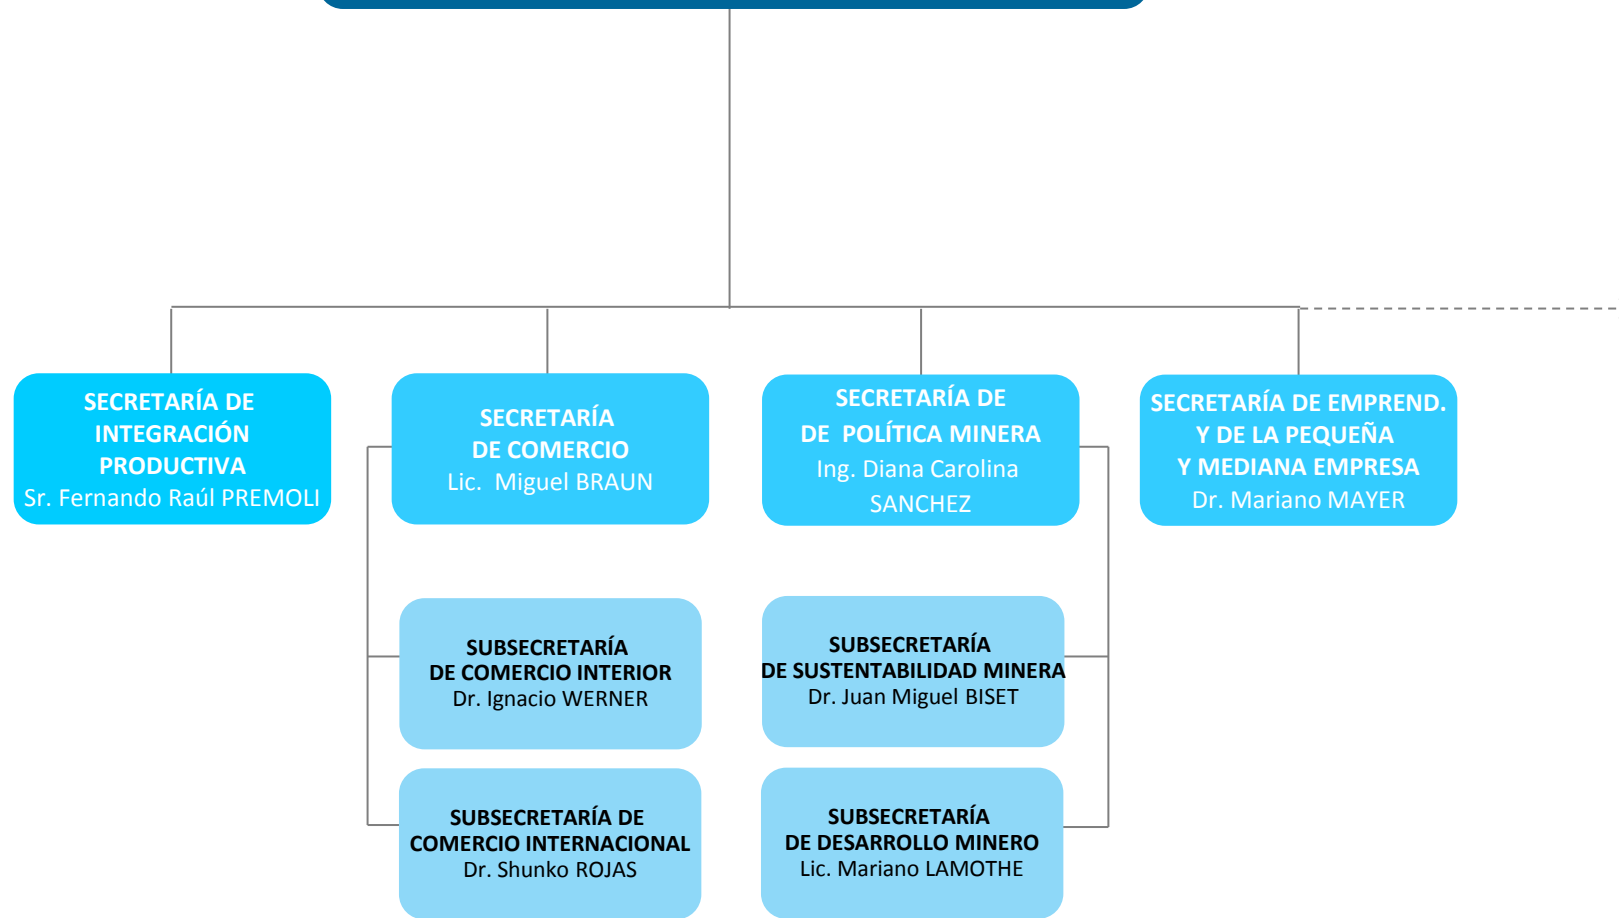 SECRETARÍA DE
INTEGRACIÓN
PRODUCTIVA
Sr. Fernando Raúl PREMOLI
SECRETARÍA
DE COMERCIO
Lic. Miguel BRAUN
SECRETARÍA DE
DE POLÍTICA MINERA
Ing. Diana Carolina
SANCHEZ
SECRETARÍA DE EMPREND.
Y DE LA PEQUEÑA
Y MEDIANA EMPRESA
Dr. Mariano MAYER
SUBSECRETARÍA
DE COMERCIO INTERIOR
Dr. Ignacio WERNER
SUBSECRETARÍA
DE SUSTENTABILIDAD MINERA
Dr. Juan Miguel BISET
SUBSECRETARÍA DE
COMERCIO INTERNACIONAL
Dr. Shunko ROJAS
SUBSECRETARÍA
DE DESARROLLO MINERO
Lic. Mariano LAMOTHE